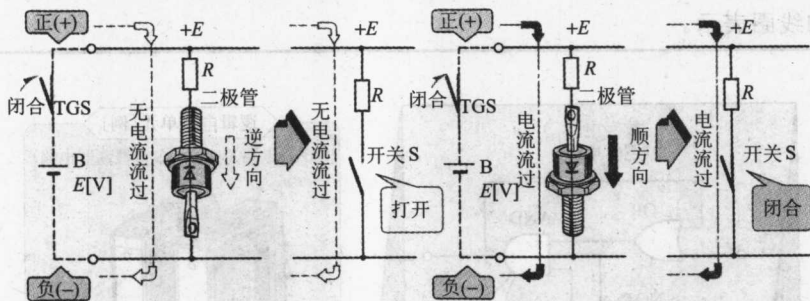 正(+)
+E
R
二极管
闭合
TGS
无电流流过
逆方向
B
E[V]
负(-)
+E
R
无电流流过
开关S
打开
正(+)
+E
R
二极管
闭合
TGS
电流流过
顺方向
B
E[V]
负(-)
+E
R
电流流过
开关S
闭合